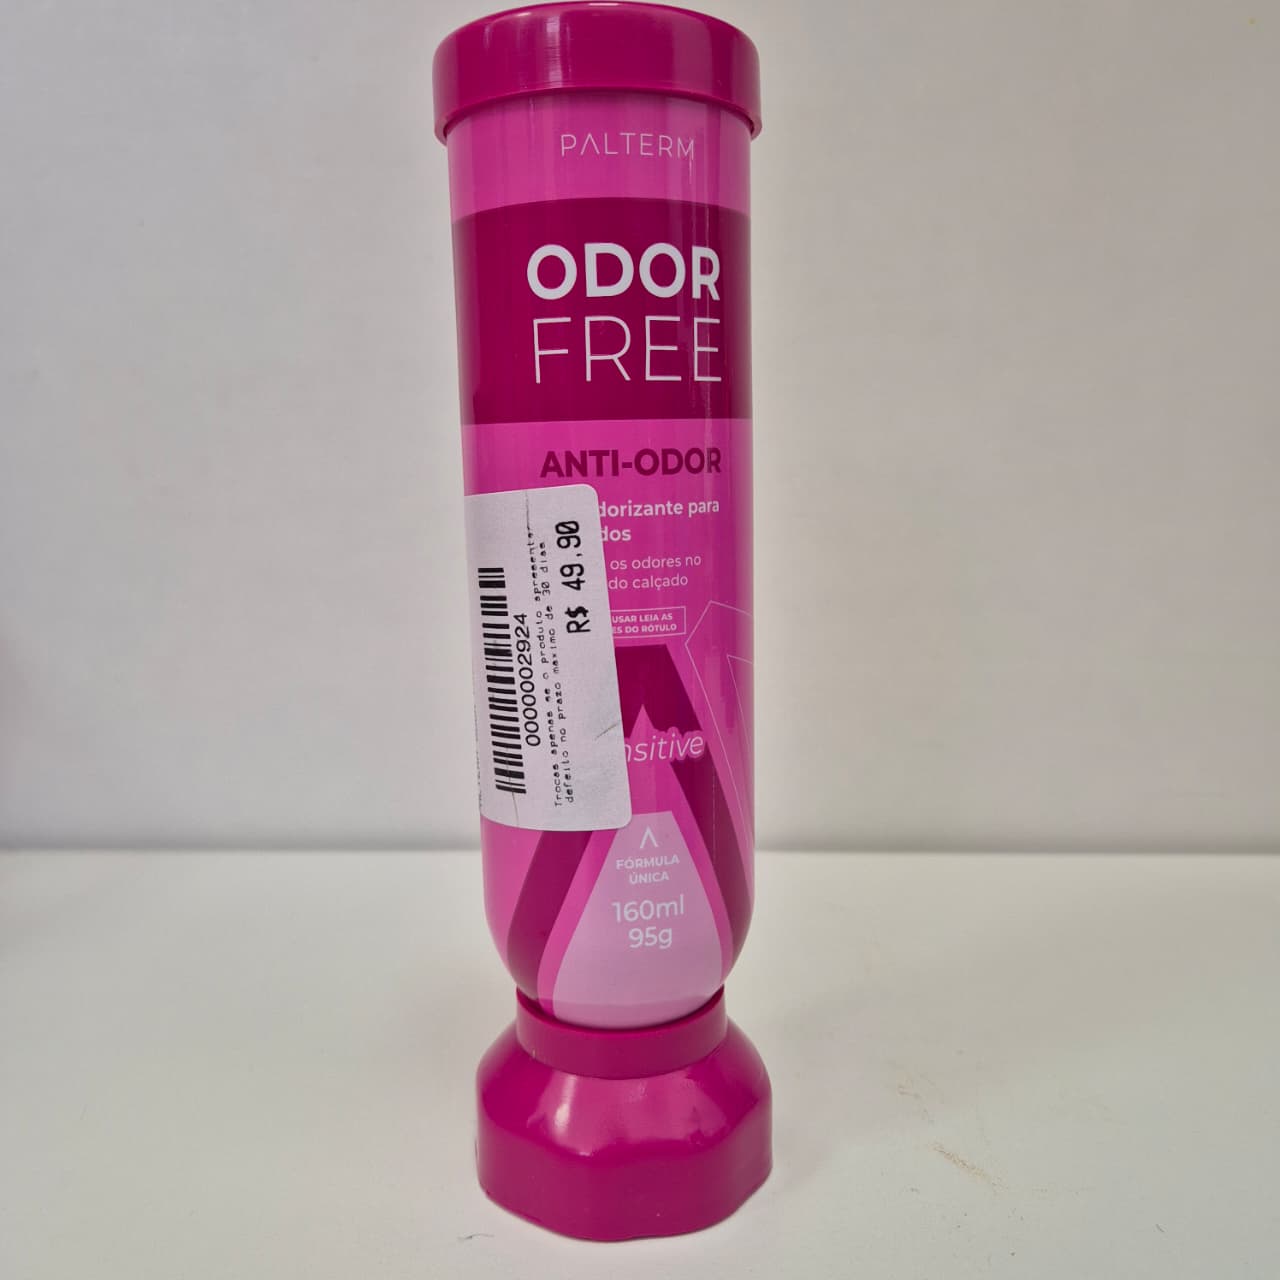 PALTERM
ODOR
FREE
ANTI-ODOR
dorizante para
dos
os odores no
do calçado
USAR LEIA AS
ES DO RÓTULO
nsitive
FÓRMULA
ÚNICA
160ml
95g
0000002924
Trocas apenas se o produto apresentar
defeito no prazo maximo de 30 dias
R$ 49,90